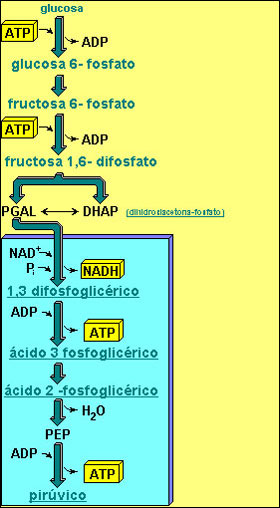 glucosa
ATP
ADP
glucosa 6- fosfato
fructosa 6- fosfato
ATP
ADP
fructosa 1,6- difosfato
PGAL DHAP (dihidroxiacetona-fosfato)
NAD+
Pi
NADH
1,3 difosfoglicérico
ADP
ATP
ácido 3 fosfoglicérico
ácido 2 -fosfoglicérico
H2O
PEP
ADP
ATP
pirúvico